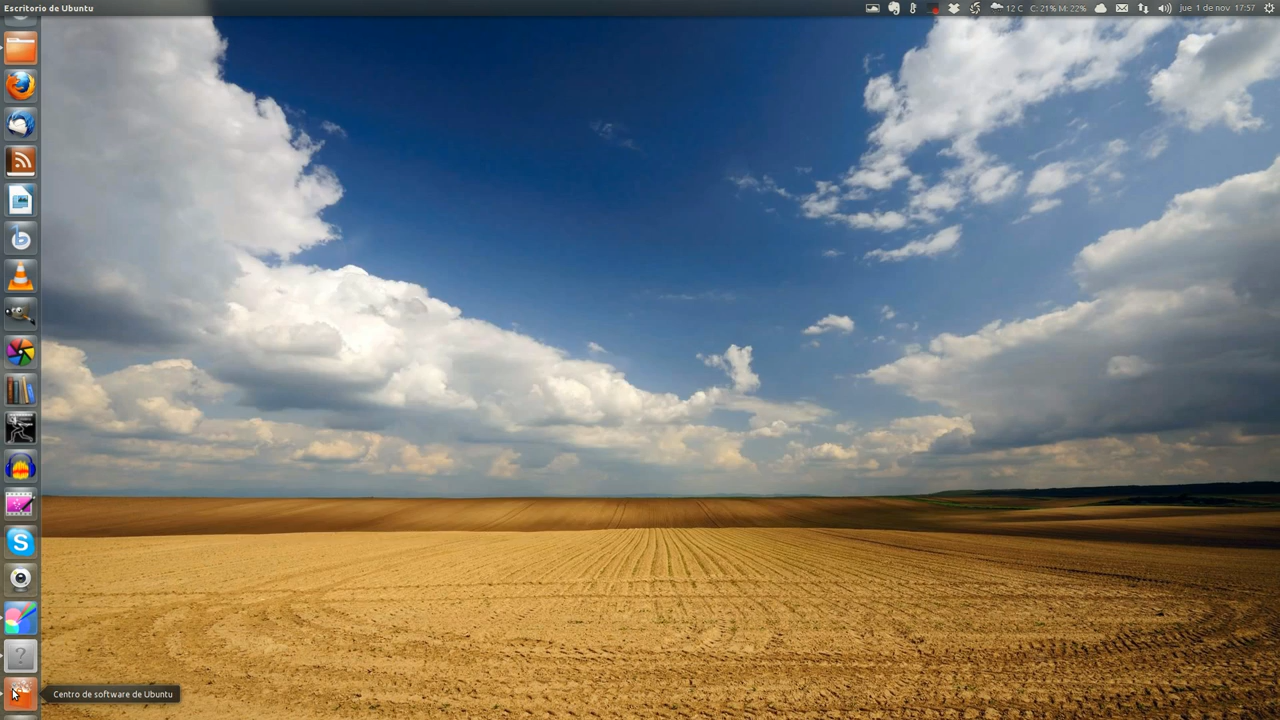 Escritorio de Ubuntu
12 C
C: 21% M: 22%
jue 1 de nov 17:57
Centro de software de Ubuntu